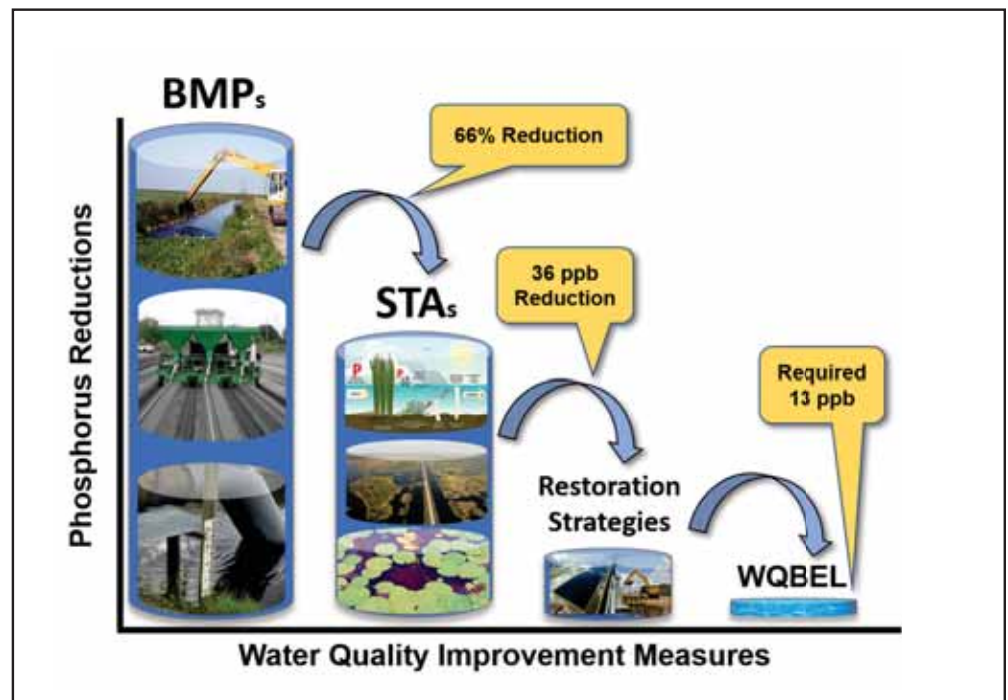 BMPs
66% Reduction
STAs
36 ppb
Reduction
Required
13 ppb
Restoration
Strategies
WQBEL
Phosphorus Reductions
Water Quality Improvement Measures
P
P